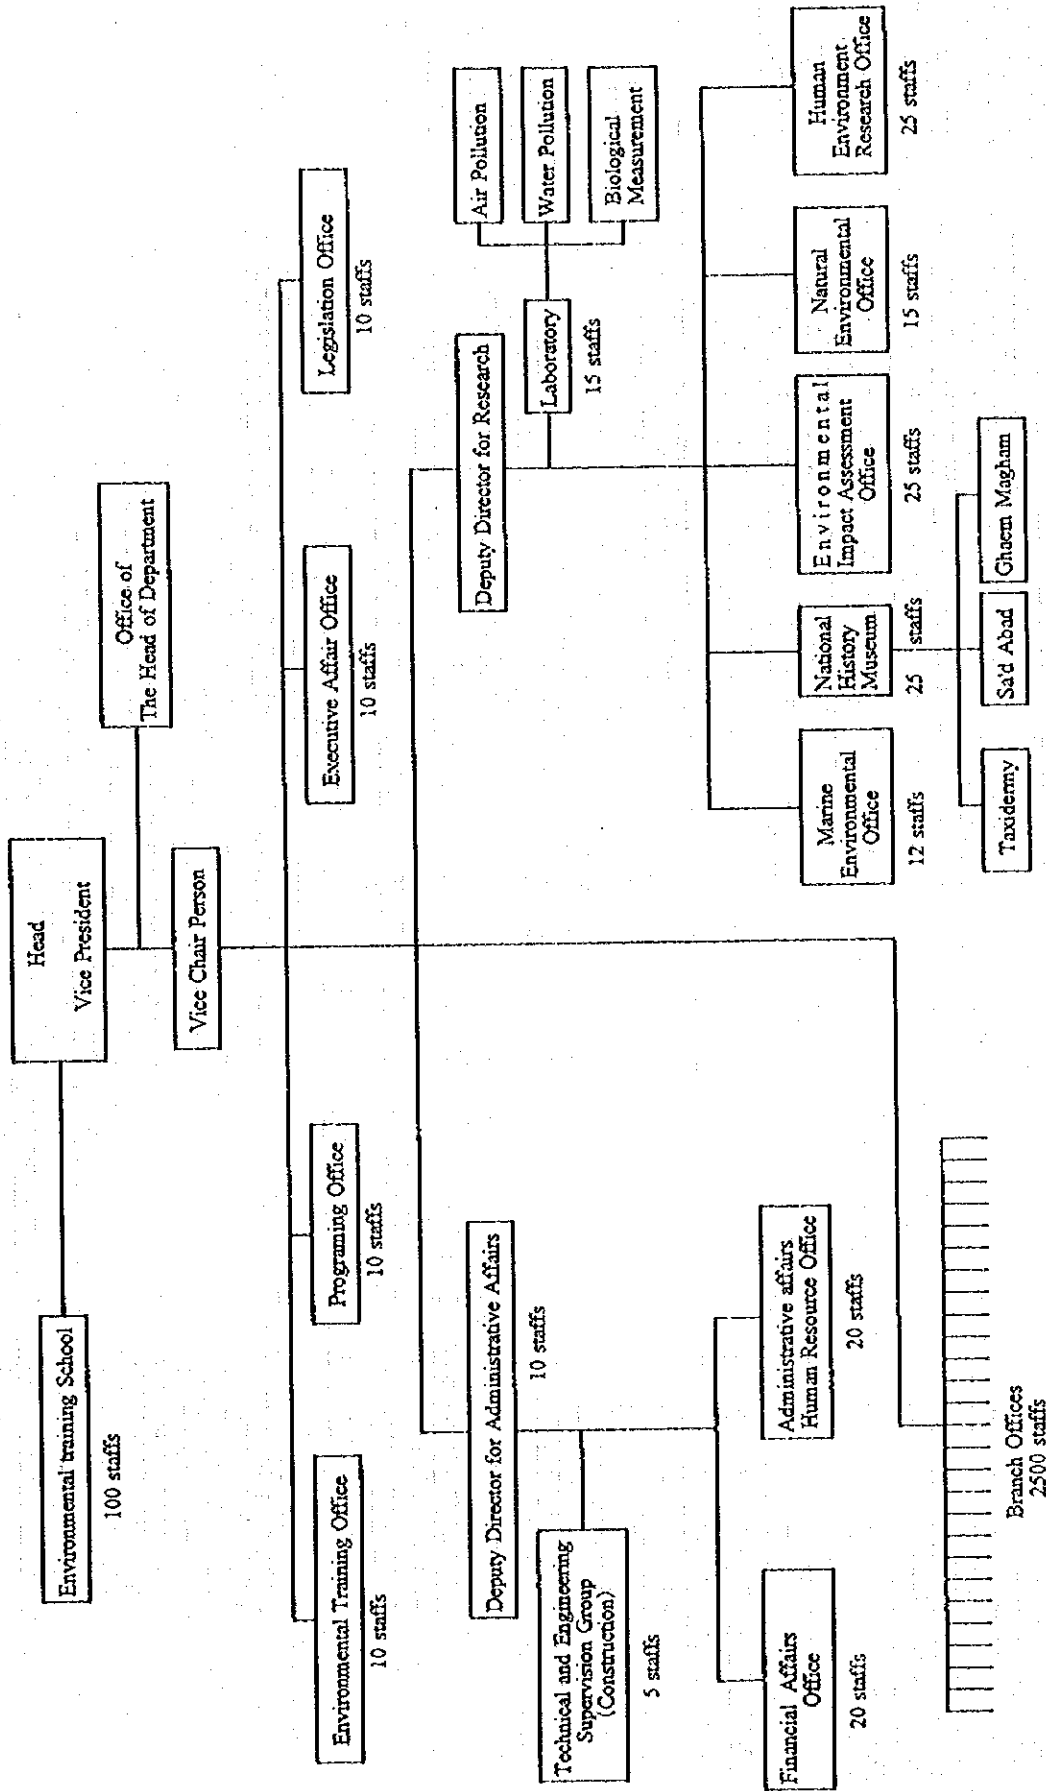 Head
Vice President
Office of
The Head of Department
Environmental training School
100 staffs
Vice Chair Person
Environmental Training Office
10 staffs
Programing Office
10 staffs
Executive Affair Office
10 staffs
Legislation Office
10 staffs
Deputy Director for Administrative Affairs
10 staffs
Deputy Director for Research
Technical and Engineering
Supervision Group
(Construction)
5 staffs
Laboratory
15 staffs
Air Pollution
Water Pollution
Biological
Measurement
Financial Affairs
Office
20 staffs
Administrative affairs
Human Resource Office
20 staffs
Marine
Environmental
Office
12 staffs
National
History
Museum
25 staffs
Environmental
Impact Assessment
Office
25 staffs
Natural
Environmental
Office
15 staffs
Human
Environment
Research Office
25 staffs
Taxidermy
Sa'd Abad
Ghaem Magham
Branch Offices
2500 staffs